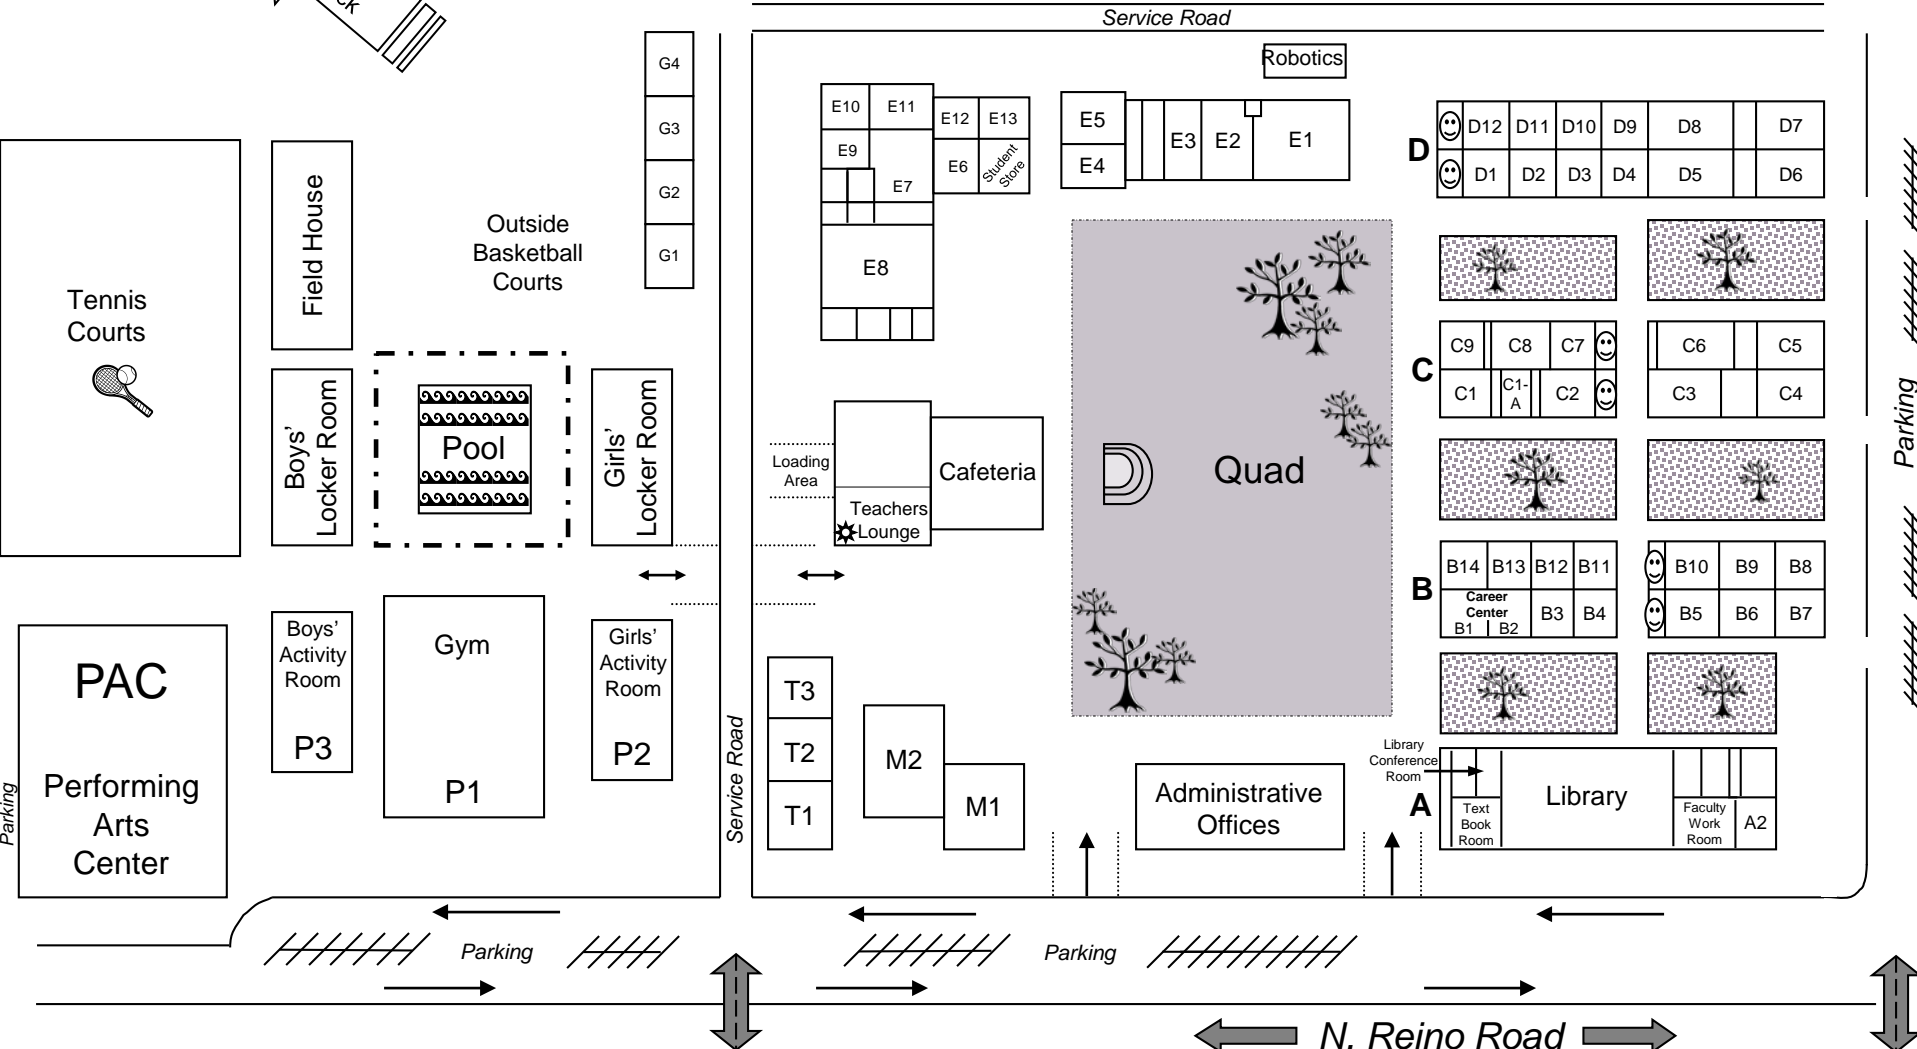 ck
Service Road
Robotics
G4
G3
G2
G1
E10
E11
E12
E13
E9
E7
E6
Student
Store
E8
E5
E4
E3
E2
E1
D
D12
D11
D10
D9
D8
D7
D1
D2
D3
D4
D5
D6
Field House
Outside
Basketball
Courts
Tennis
Courts
Boys’
Locker Room
Pool
Girls’
Locker Room
Loading
Area
Teachers
Lounge
Cafeteria
Quad
C
C9
C8
C7
C6
C5
C1
C1-
A
C2
C3
C4
Parking
B
B14
B13
B12
B11
B10
B9
B8
Career
Center
B1
B2
B3
B4
B5
B6
B7
PAC
Performing
Arts
Center
Parking
Boys’
Activity
Room
P3
Gym
P1
Girls’
Activity
Room
P2
Service Road
T3
T2
T1
M2
M1
Administrative
Offices
Library
Conference
Room
A
Text
Book
Room
Library
Faculty
Work
Room
A2
Parking
Parking
N. Reino Road